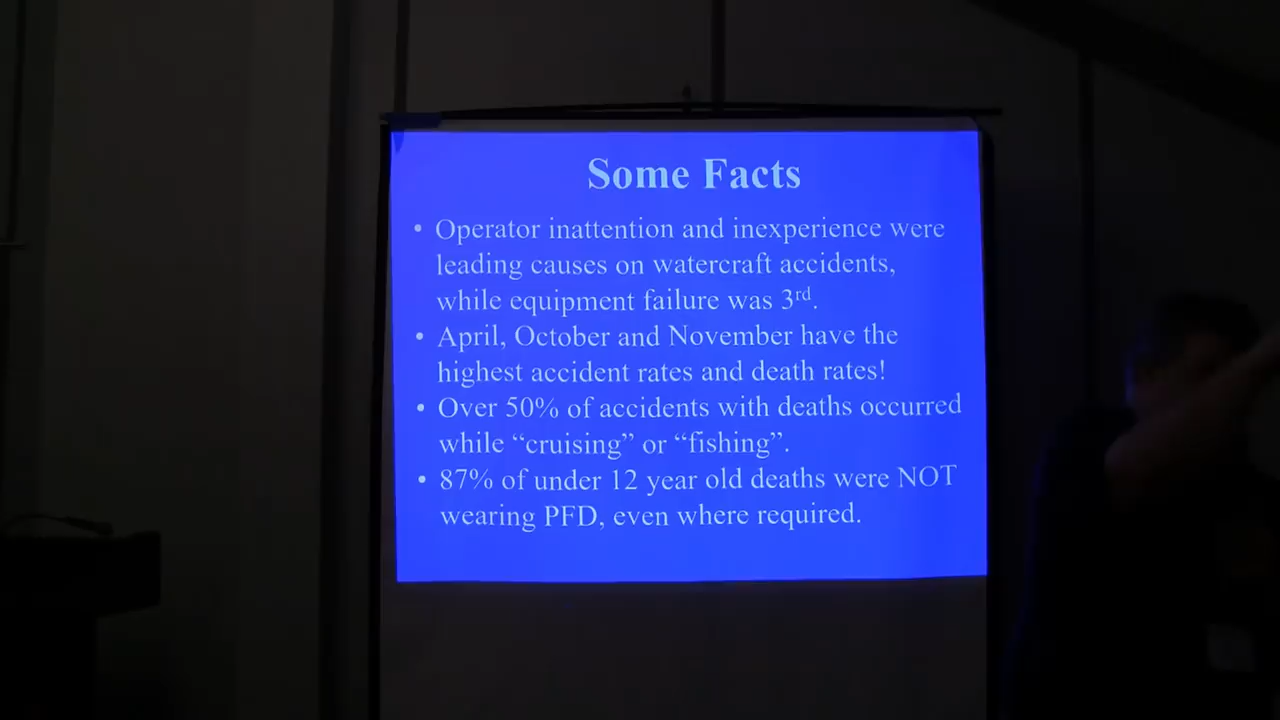 Some Facts
• Operator inattention and inexperience were
leading causes on watercraft accidents,
while equipment failure was 3rd.
• April, October and November have the
highest accident rates and death rates!
• Over 50% of accidents with deaths occurred
while “cruising” or “fishing”.
• 87% of under 12 year old deaths were NOT
wearing PFD, even where required.